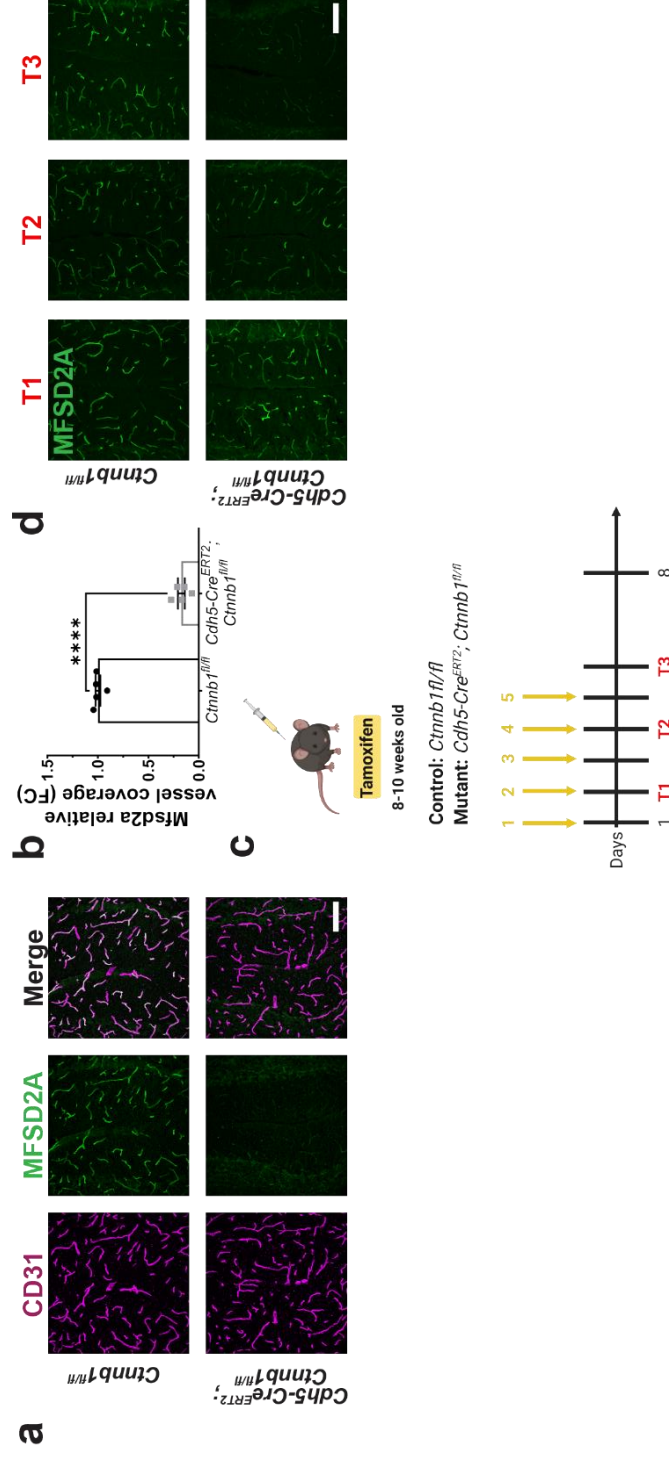 a
CD31
MFSD2A
Merge
Ctnnb1fl/fl
Cdh5-CreERT2;
Ctnnb1fl/fl
b
Mfsd2a relative
vessel coverage (FC)
1.5
1.0
0.5
0.0
****
Ctnnb1fl/fl
Cdh5-CreERT2;
Ctnnb1fl/fl
c
Tamoxifen
8-10 weeks old
Control: Ctnnb1fl/fl
Mutant: Cdh5-CreERT2; Ctnnb1fl/fl
1 2 3 4 5
Days
1 T1 T2 T3 8
d
T1
T2
T3
MFSD2A
Ctnnb1fl/fl
Cdh5-CreERT2;
Ctnnb1fl/fl